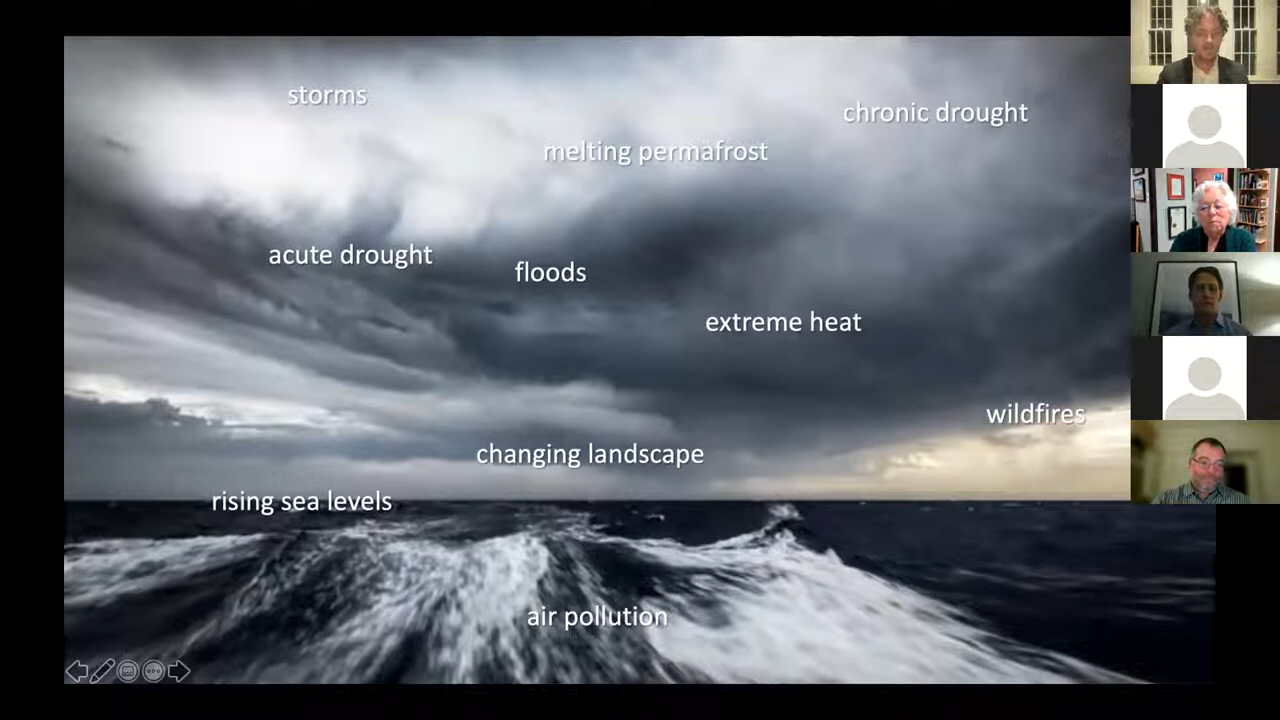 storms
chronic drought
melting permafrost
acute drought
floods
extreme heat
wildfires
changing landscape
rising sea levels
air pollution